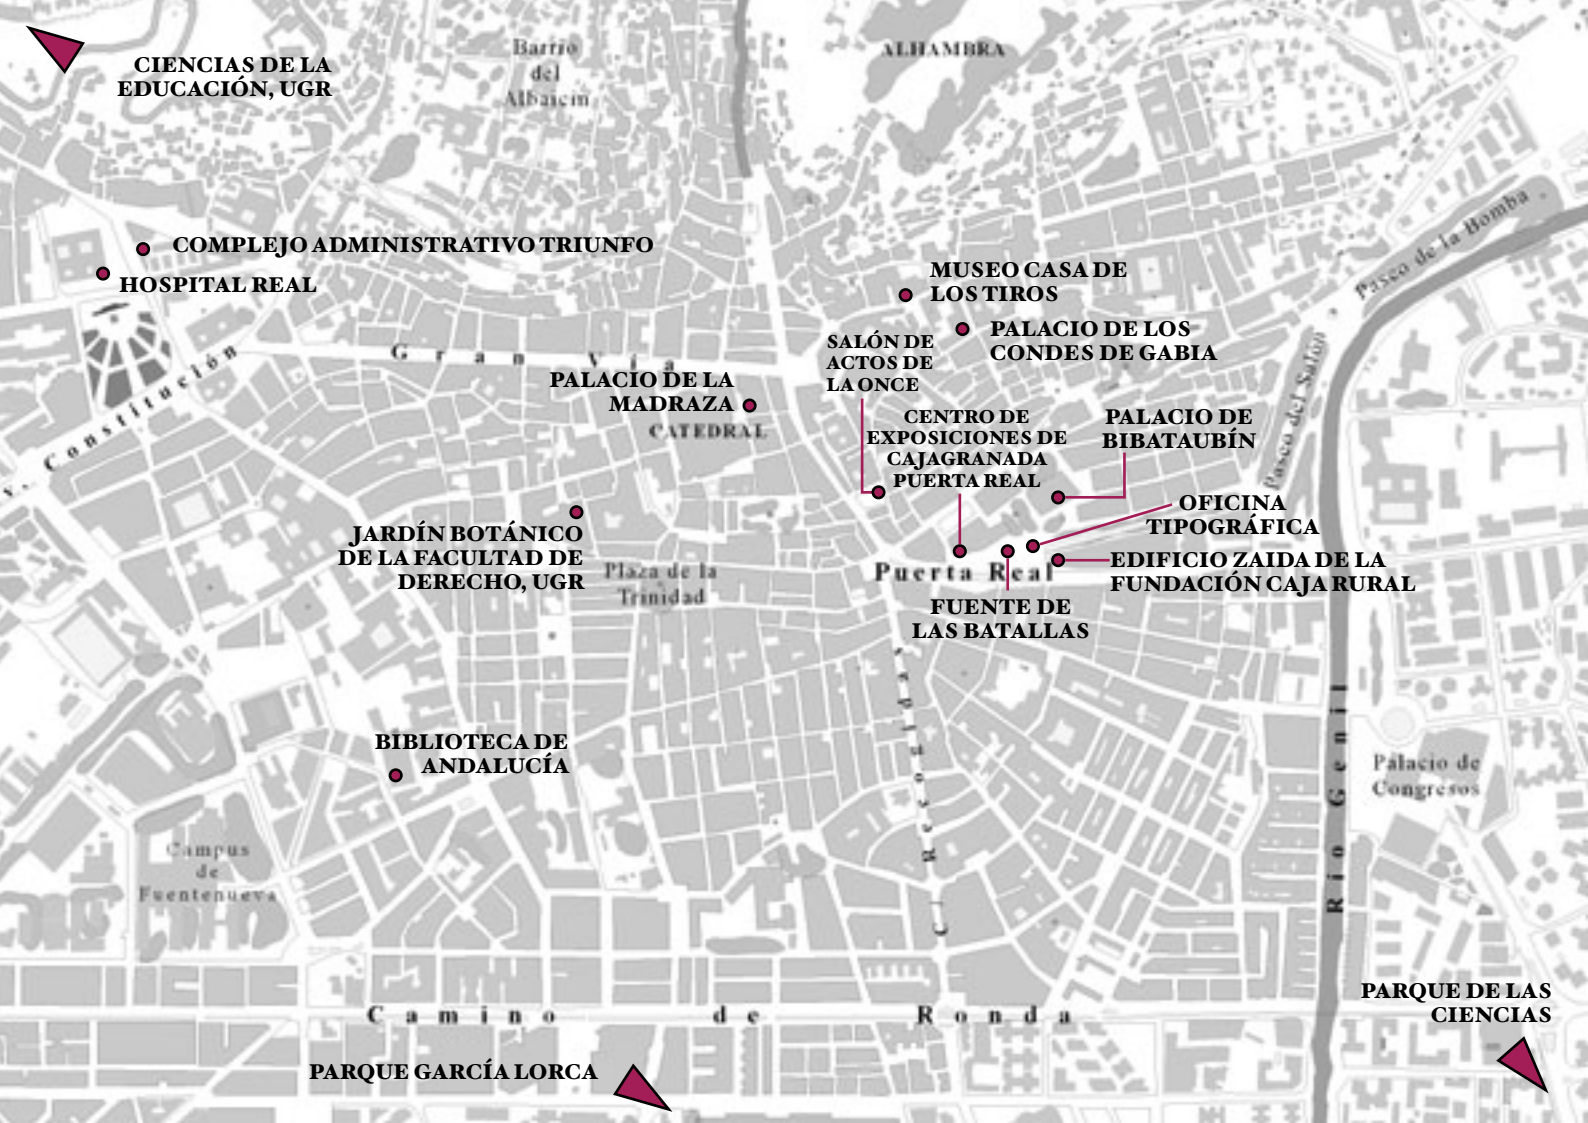 CIENCIAS DE LA
EDUCACIÓN, UGR
Barrio
del
Albaicin
ALHAMBRA
Paseo de la Bomba
COMPLEJO ADMINISTRATIVO TRIUNFO
HOSPITAL REAL
MUSEO CASA DE
LOS TIROS
PALACIO DE LOS
CONDES DE GABIA
SALÓN DE
ACTOS DE
LA ONCE
Gran Vía
Constitución
Paseo del Salón
PALACIO DE LA
MADRAZA
CATEDRAL
CENTRO DE
EXPOSICIONES DE
CAJAGRANADA
PUERTA REAL
PALACIO DE
BIBATAUBÍN
OFICINA
TIPOGRÁFICA
JARDÍN BOTÁNICO
DE LA FACULTAD DE
DERECHO, UGR
Plaza de la
Trinidad
Puerta Real
EDIFICIO ZAIDA DE LA
FUNDACIÓN CAJA RURAL
FUENTE DE
LAS BATALLAS
C/ Recogidas
Río Genil
BIBLIOTECA DE
ANDALUCÍA
Palacio de
Congresos
Campus
de
Fuentenueva
Camino de Ronda
PARQUE DE LAS
CIENCIAS
PARQUE GARCÍA LORCA